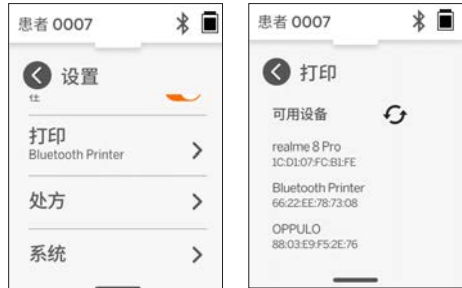 患者 0007
设置
打印
Bluetooth Printer
处方
系统
患者 0007
打印
可用设备
realme 8 Pro
1C:D1:07:FC:B1:FE
Bluetooth Printer
66:22:EE:78:73:08
OPPULO
88:03:E9:F5:2E:76